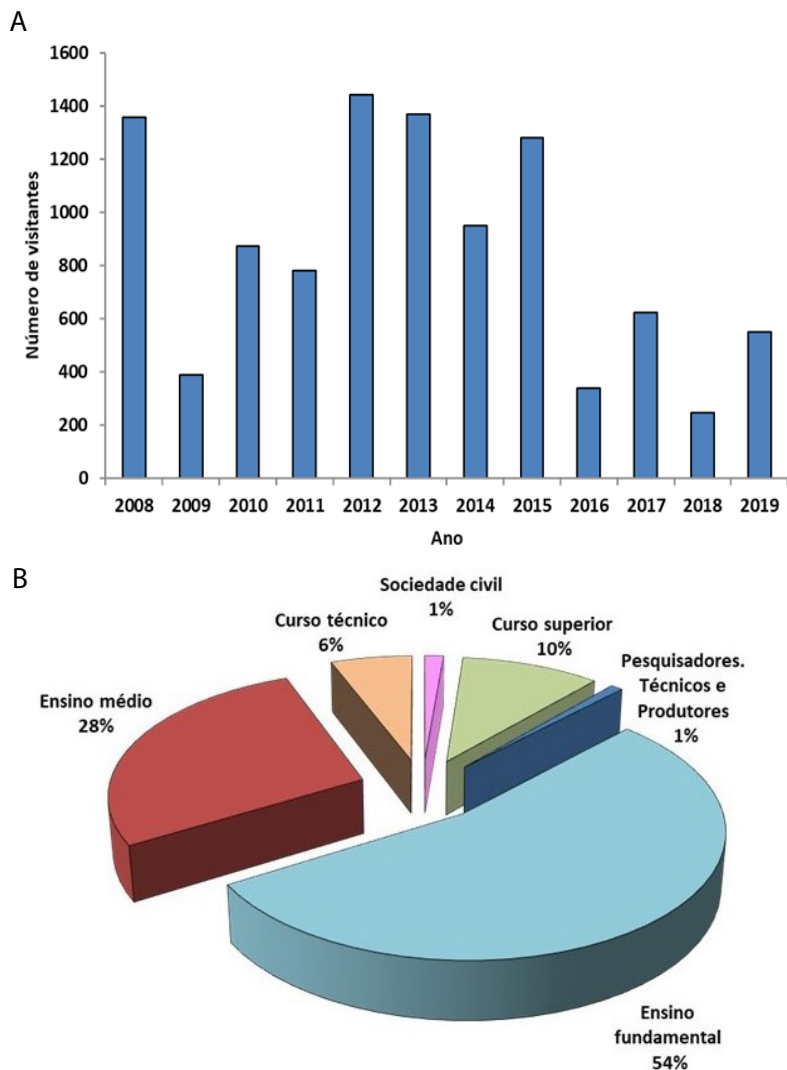 A
1600
1400
1200
1000
800
600
400
200
0
Número de visitantes
2008 2009 2010 2011 2012 2013 2014 2015 2016 2017 2018 2019
Ano
B
Sociedade civil
1%
Curso técnico
6%
Curso superior
10%
Pesquisadores.
Técnicos e
Produtores
1%
Ensino médio
28%
Ensino
fundamental
54%